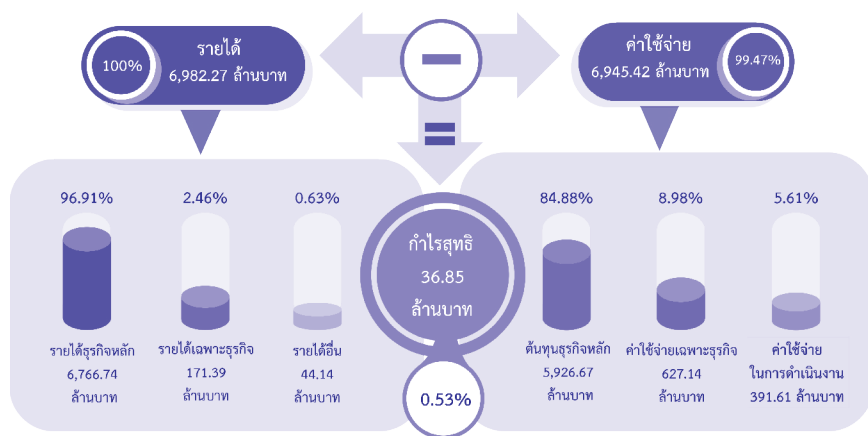 100%
รายได้
6,982.27 ล้านบาท
ค่าใช้จ่าย
6,945.42 ล้านบาท
99.47%
96.91%
2.46%
0.63%
รายได้ธุรกิจหลัก
6,766.74
ล้านบาท
รายได้เฉพาะธุรกิจ
171.39
ล้านบาท
รายได้อื่น
44.14
ล้านบาท
กำไรสุทธิ
36.85
ล้านบาท
0.53%
84.88%
8.98%
5.61%
ต้นทุนธุรกิจหลัก
5,926.67
ล้านบาท
ค่าใช้จ่ายเฉพาะธุรกิจ
627.14
ล้านบาท
ค่าใช้จ่าย
ในการดำเนินงาน
391.61 ล้านบาท